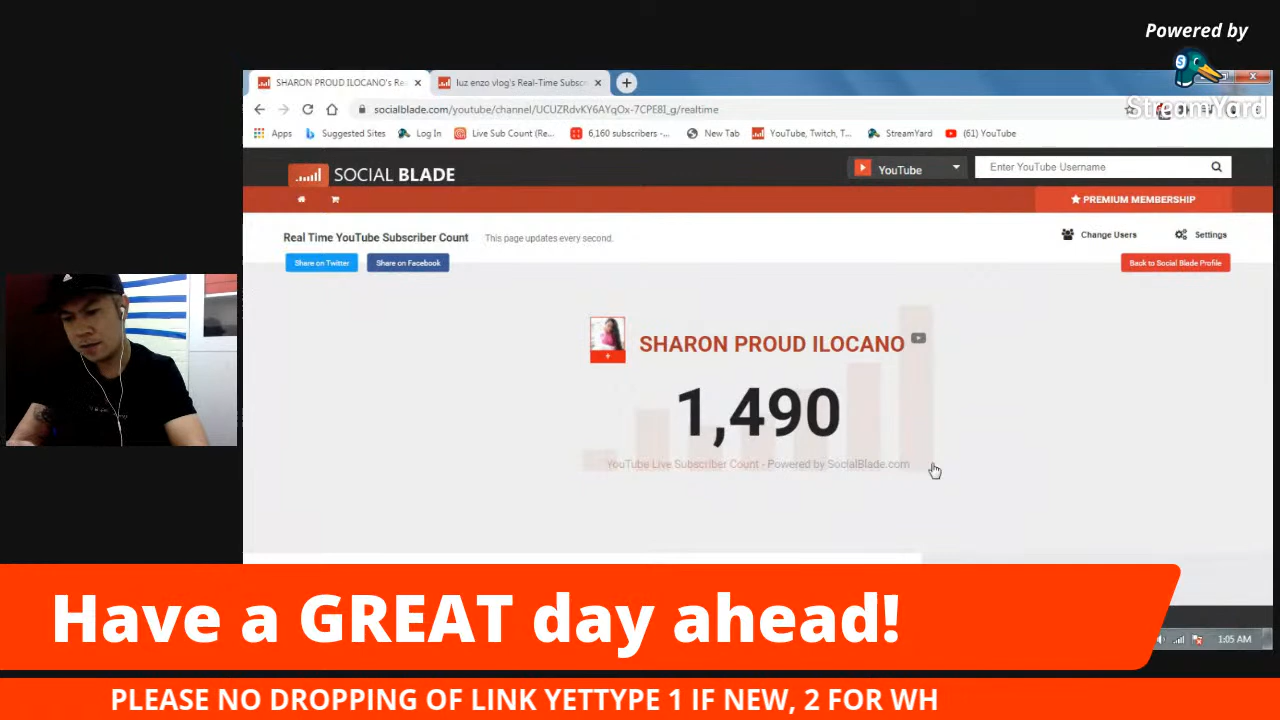 Powered by
StreamYard
SHARON PROUD ILOCANO's Re
luz enzo vlog's Real-Time Subsc
socialblade.com/youtube/channel/UCUZRdvKY6AYqOx-7CPE8I_g/realtime
Apps Suggested Sites Log In Live Sub Count (Re... 6,160 subscribers -... New Tab YouTube, Twitch, T... StreamYard (61) YouTube
SOCIAL BLADE YouTube Enter YouTube Username
PREMIUM MEMBERSHIP
Real Time YouTube Subscriber Count This page updates every second. Change Users Settings
Share on Twitter Share on Facebook Back to Social Blade Profile
SHARON PROUD ILOCANO
1,490
YouTube Live Subscriber Count - Powered by SocialBlade.com
Have a GREAT day ahead!
1:05 AM
PLEASE NO DROPPING OF LINK YETTYPE 1 IF NEW, 2 FOR WH